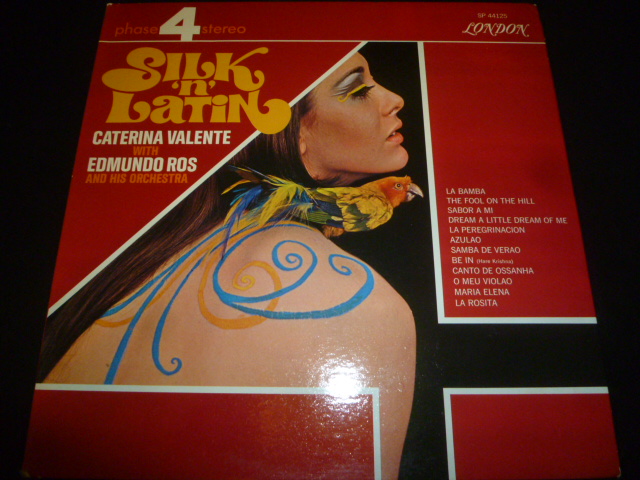 phase 4 stereo
SP 44125
LONDON
SILK
'N'
LATIN
CATERINA VALENTE
WITH
EDMUNDO ROS
AND HIS ORCHESTRA
LA BAMBA
THE FOOL ON THE HILL
SABOR A MI
DREAM A LITTLE DREAM OF ME
LA PEREGRINACION
AZULAO
SAMBA DE VERAO
BE IN (Hare Krishna)
CANTO DE OSSANHA
O MEU VIOLAO
MARIA ELENA
LA ROSITA